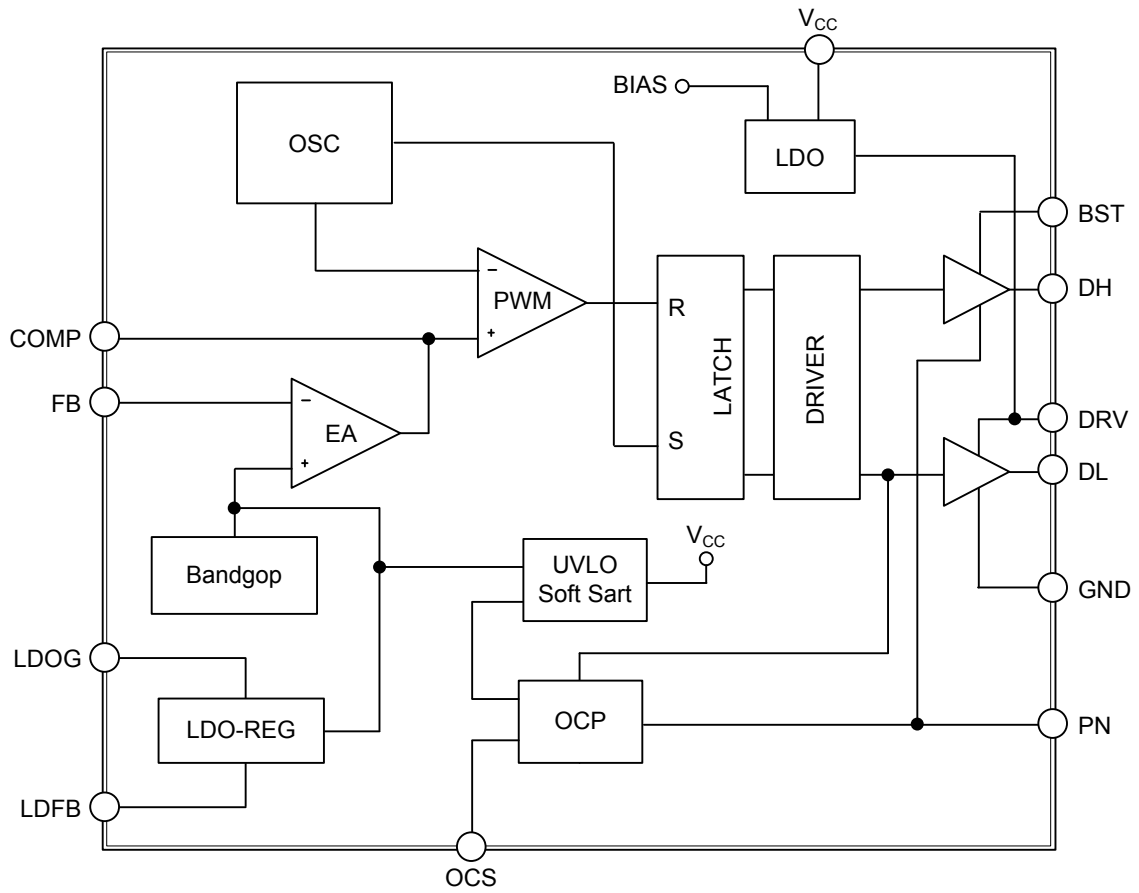 VCC
BIAS
OSC
LDO
BST
−
PWM
DH
R
COMP
+
LATCH
DRIVER
FB
−
DRV
EA
S
+
DL
VCC
UVLO
Soft Sart
Bandgop
GND
LDOG
OCP
PN
LDO-REG
LDFB
OCS